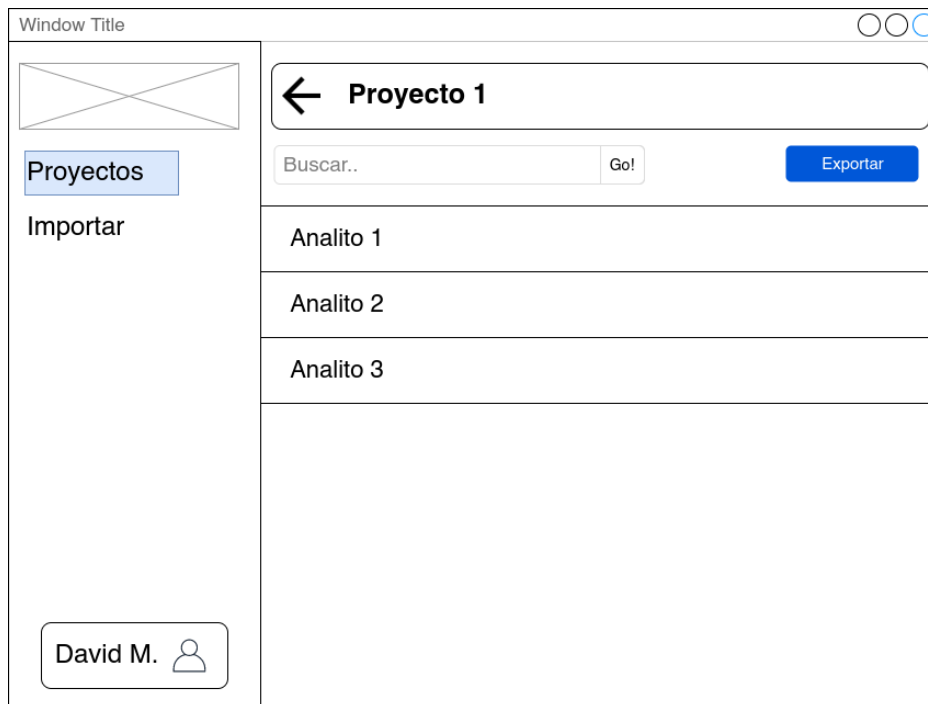 Window Title
Proyectos
Importar
David M.
Proyecto 1
Buscar..
Go!
Exportar
Analito 1
Analito 2
Analito 3